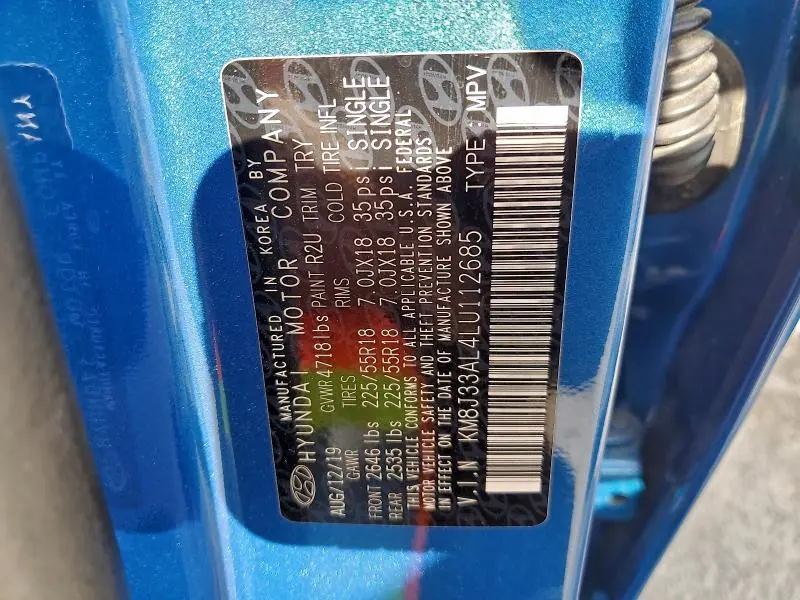 MANUFACTURED IN KOREA BY
HYUNDAI MOTOR COMPANY
AUG/12/19 GVWR 4718lbs PAINT R2U TRIM TRY
GAWR TIRES RIMS COLD TIRE INFL
FRONT 2646 lbs 225/55R18 7.0JX18 35psi SINGLE
REAR 2535 lbs 225/55R18 7.0JX18 35psi SINGLE
THIS VEHICLE CONFORMS TO ALL APPLICABLE U.S.A. FEDERAL
MOTOR VEHICLE SAFETY AND THEFT PREVENTION STANDARDS
IN EFFECT ON THE DATE OF MANUFACTURE SHOWN ABOVE
V.I.N : KM8J33AL4LU112685 TYPE : MPV